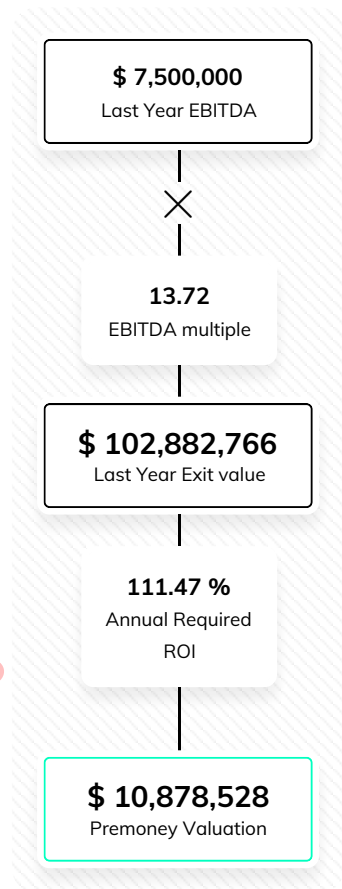 $ 7,500,000
Last Year EBITDA
13.72
EBITDA multiple
$ 102,882,766
Last Year Exit value
111.47 %
Annual Required
ROI
$ 10,878,528
Premoney Valuation